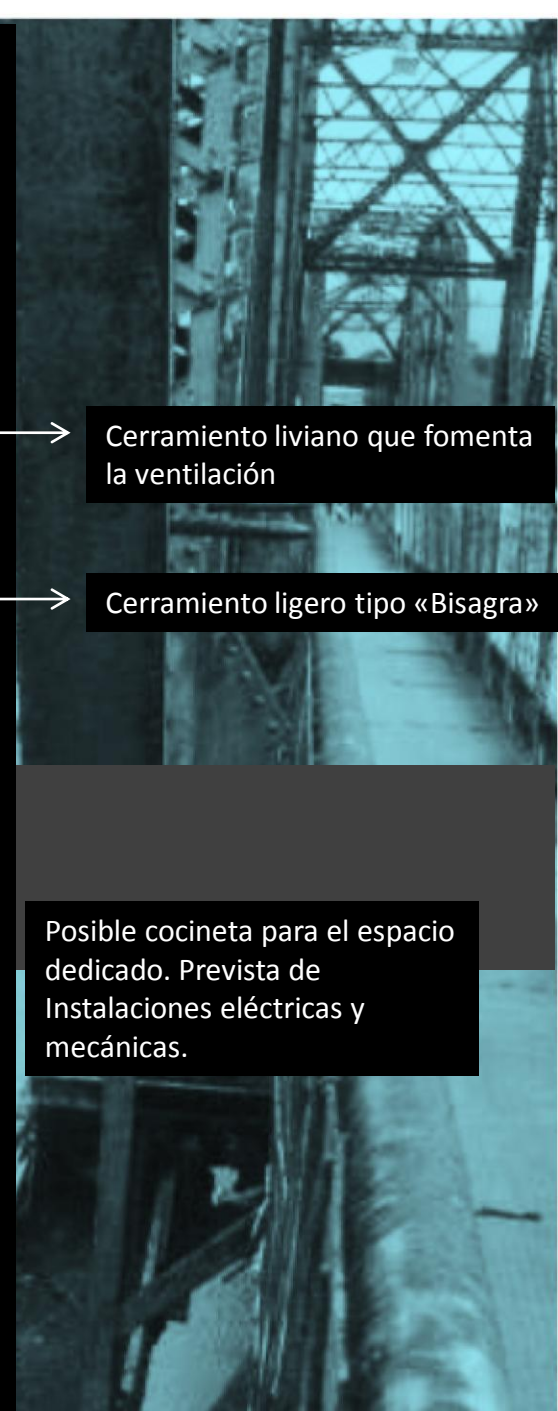 Cerramiento liviano que fomenta
la ventilación
Cerramiento ligero tipo «Bisagra»
Posible cocineta para el espacio
dedicado. Prevista de
Instalaciones eléctricas y
mecánicas.